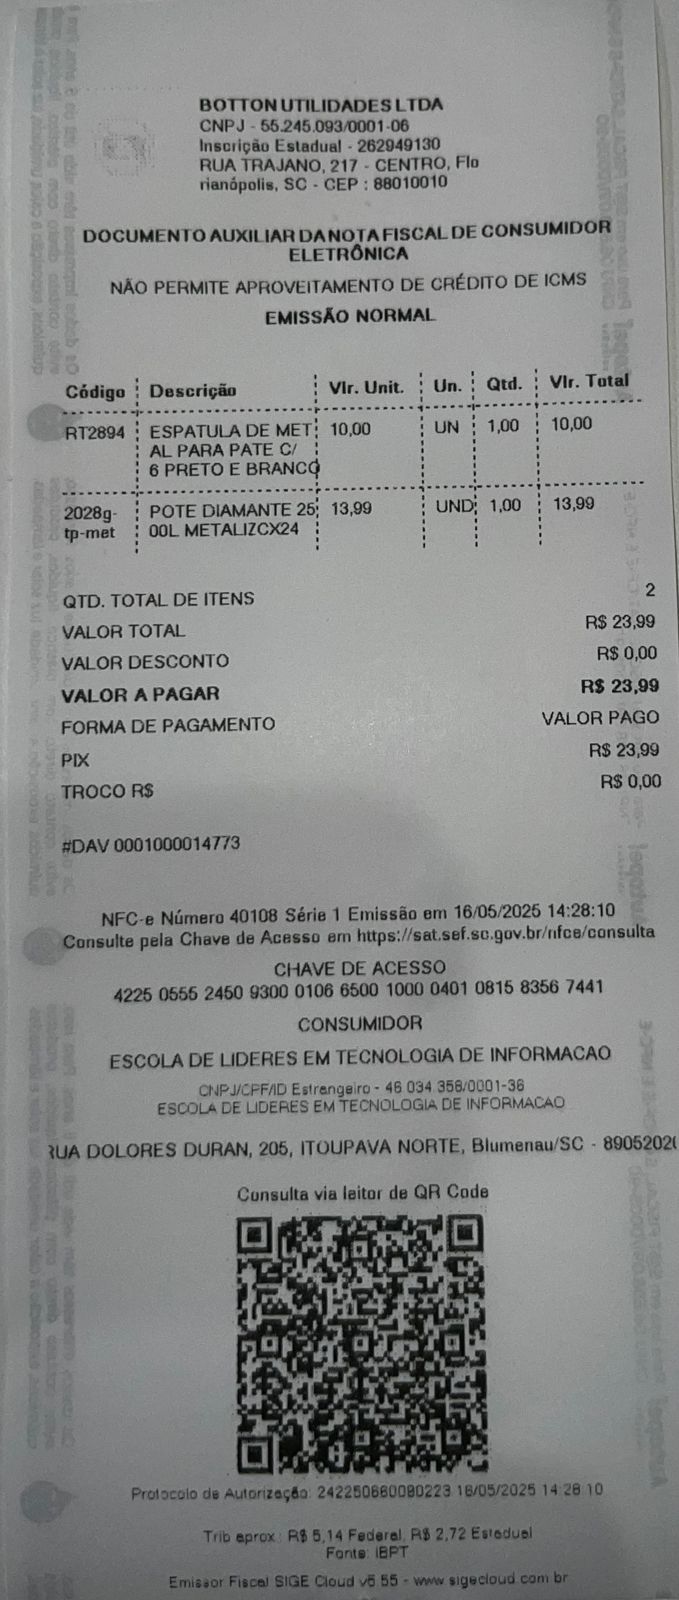 BOTTON UTILIDADES LTDA
CNPJ - 55.245.093/0001-06
Inscrição Estadual - 262949130
RUA TRAJANO, 217 - CENTRO, Flo
rianópolis, SC - CEP : 88010010
DOCUMENTO AUXILIAR DA NOTA FISCAL DE CONSUMIDOR
ELETRÔNICA
NÃO PERMITE APROVEITAMENTO DE CRÉDITO DE ICMS
EMISSÃO NORMAL
Código Descrição Vlr. Unit. Un. Qtd. Vlr. Total
RT2894 ESPATULA DE MET 10,00 UN 1,00 10,00
AL PARA PATE C/
6 PRETO E BRANCO
2028g- POTE DIAMANTE 25 13,99 UND 1,00 13,99
tp-met 00L METALIZCX24
QTD. TOTAL DE ITENS 2
VALOR TOTAL R$ 23,99
VALOR DESCONTO R$ 0,00
VALOR A PAGAR R$ 23,99
FORMA DE PAGAMENTO VALOR PAGO
PIX R$ 23,99
TROCO R$ R$ 0,00
#DAV 0001000014773
NFC-e Número 40108 Série 1 Emissão em 16/05/2025 14:28:10
Consulte pela Chave de Acesso em https://sat.sef.sc.gov.br/nfce/consulta
CHAVE DE ACESSO
4225 0555 2450 9300 0106 6500 1000 0401 0815 8356 7441
CONSUMIDOR
ESCOLA DE LIDERES EM TECNOLOGIA DE INFORMACAO
CNPJ/CPF/ID Estrangeiro - 46.034.358/0001-36
ESCOLA DE LIDERES EM TECNOLOGIA DE INFORMACAO
RUA DOLORES DURAN, 205, ITOUPAVA NORTE, Blumenau/SC - 89052020
Consulta via leitor de QR Code
Protocolo de Autorização: 242250680080223 16/05/2025 14:28:10
Trib aprox.: R$ 5,14 Federal, R$ 2,72 Estadual
Fonte: IBPT
Emissor Fiscal SIGE Cloud v5.55 - www.sigecloud.com.br